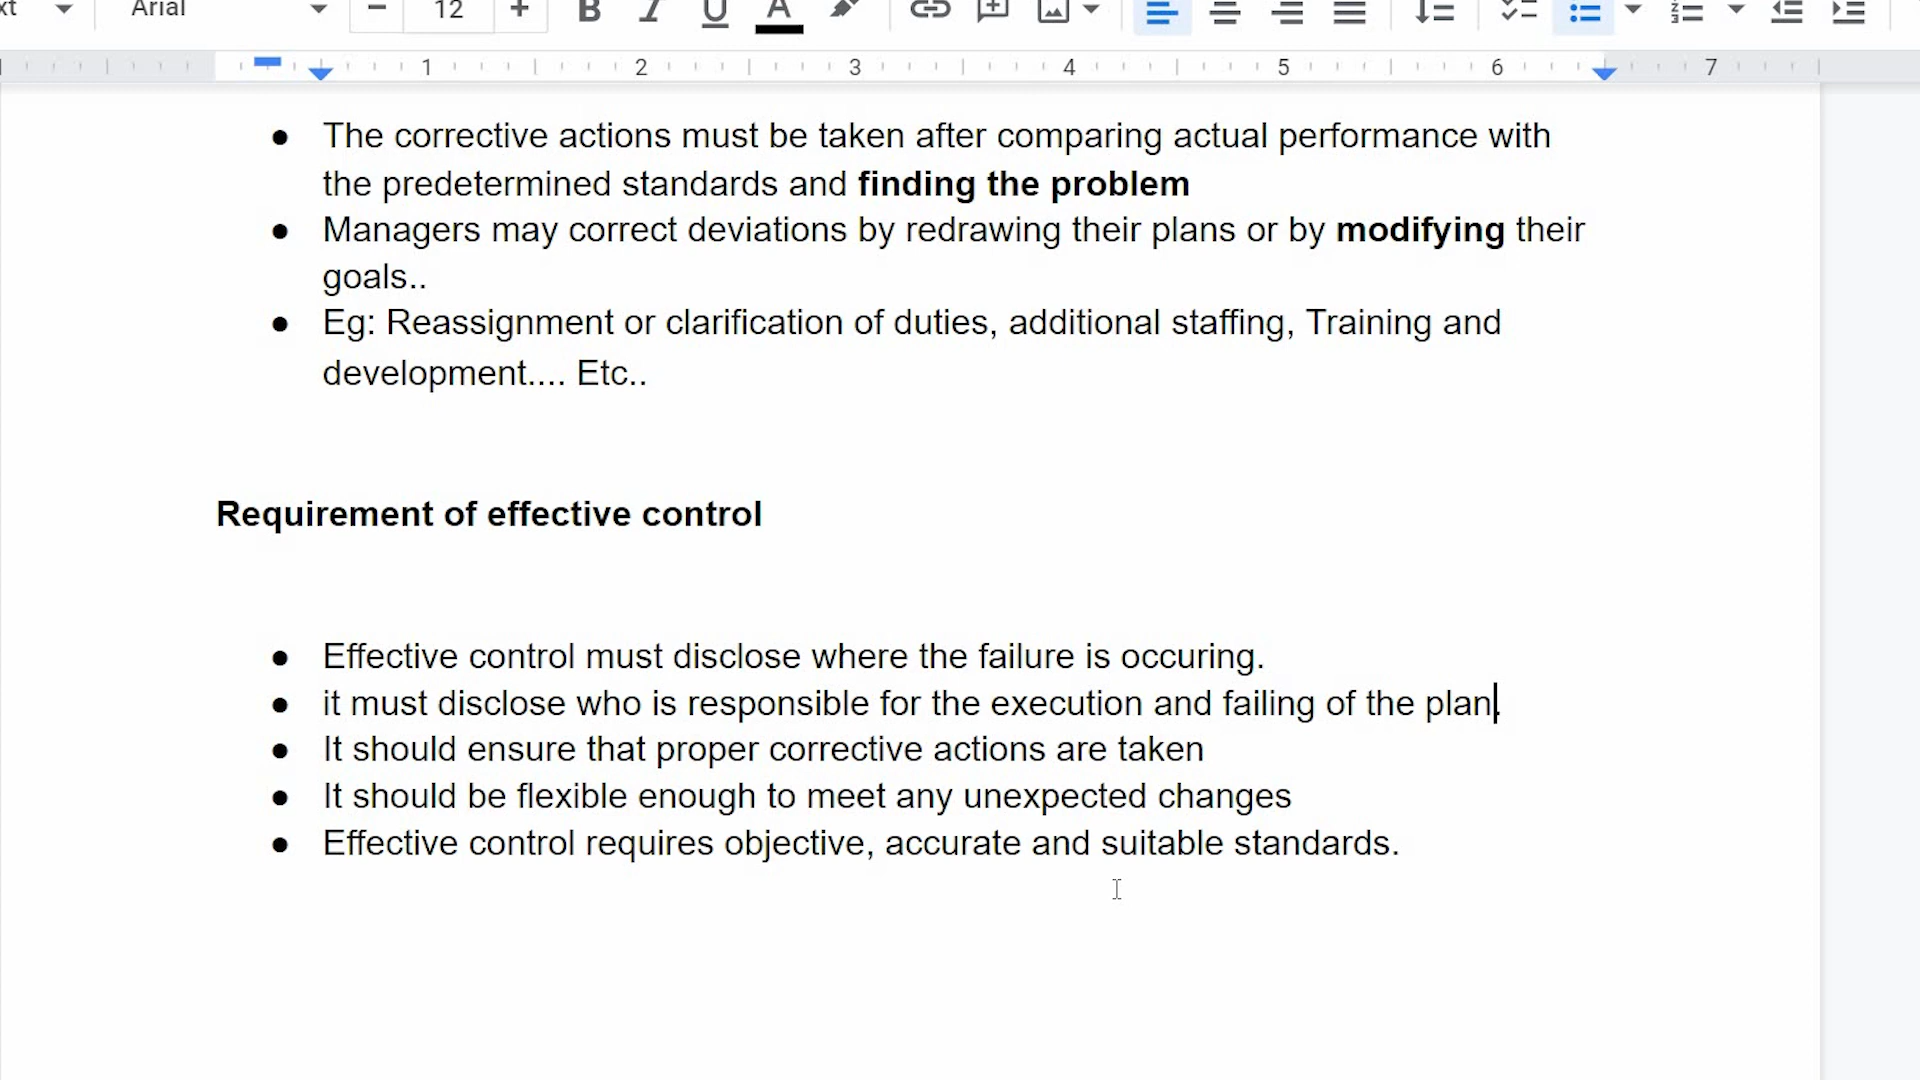 xt Arial 12 B I U A
1 2 3 4 5 6 7
● The corrective actions must be taken after comparing actual performance with
the predetermined standards and finding the problem
● Managers may correct deviations by redrawing their plans or by modifying their
goals..
● Eg: Reassignment or clarification of duties, additional staffing, Training and
development.... Etc..
Requirement of effective control
● Effective control must disclose where the failure is occuring.
● it must disclose who is responsible for the execution and failing of the plan.
● It should ensure that proper corrective actions are taken
● It should be flexible enough to meet any unexpected changes
● Effective control requires objective, accurate and suitable standards.